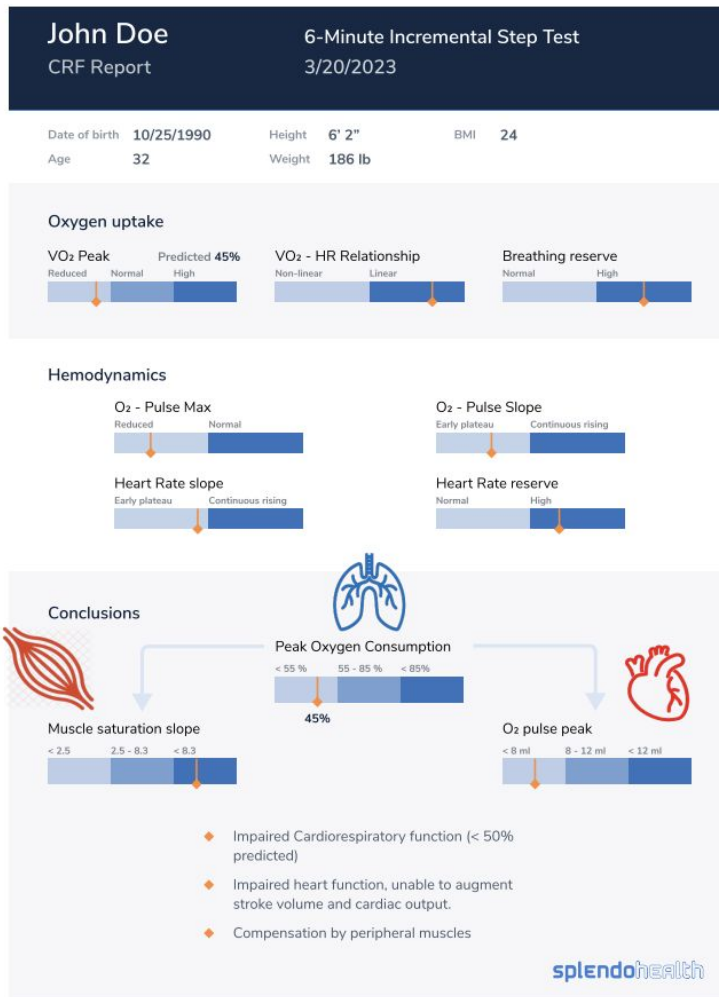 John Doe
6-Minute Incremental Step Test
CRF Report
3/20/2023
Date of birth 10/25/1990 Height 6' 2” BMI 24
Age 32 Weight 186 lb
Oxygen uptake
VO₂ Peak Predicted 45%
Reduced Normal High
VO₂ - HR Relationship
Non-linear Linear
Breathing reserve
Normal High
Hemodynamics
O₂ - Pulse Max
Reduced Normal
O₂ - Pulse Slope
Early plateau Continuous rising
Heart Rate slope
Early plateau Continuous rising
Heart Rate reserve
Normal High
Conclusions
Peak Oxygen Consumption
< 55 % 55 - 85 % < 85%
45%
Muscle saturation slope
< 2.5 2.5 - 8.3 < 8.3
O₂ pulse peak
< 8 ml 8 - 12 ml < 12 ml
Impaired Cardiorespiratory function (< 50%
predicted)
Impaired heart function, unable to augment
stroke volume and cardiac output.
Compensation by peripheral muscles
splendohealth